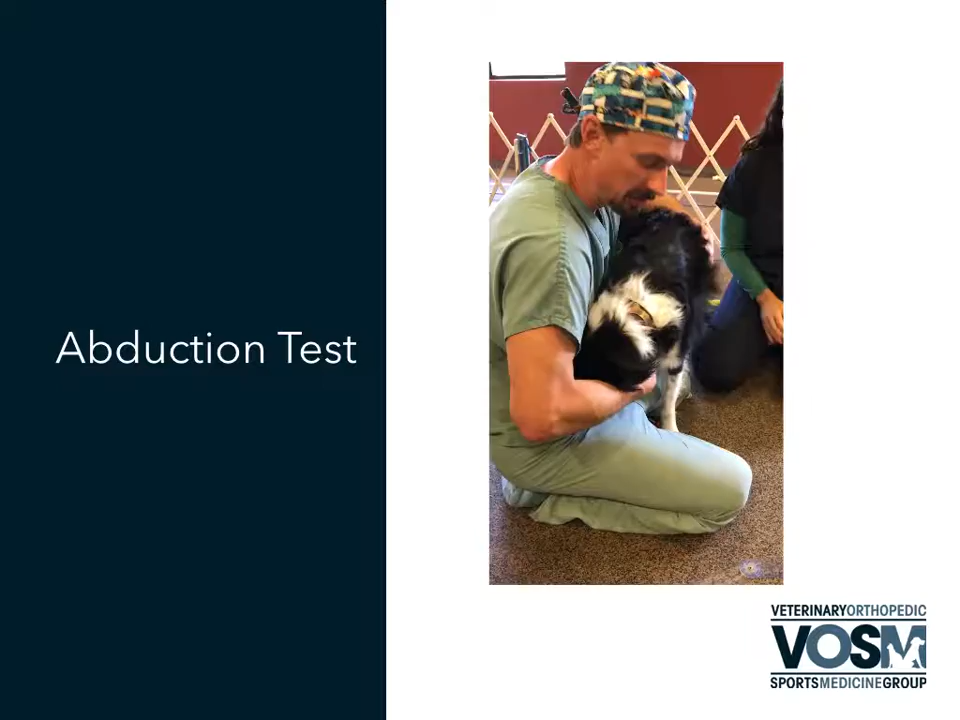 Abduction Test
VETERINARYORTHOPEDIC
VOSM
SPORTSMEDICINEGROUP